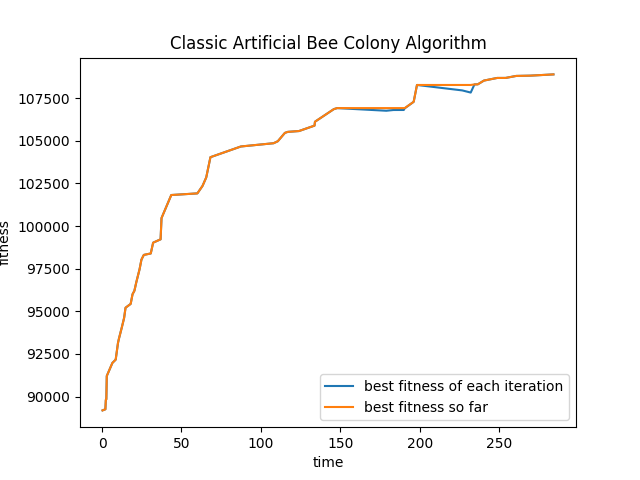 Classic Artificial Bee Colony Algorithm
107500
105000
102500
100000
97500
95000
92500
90000
fitness
0 50 100 150 200 250
time
best fitness of each iteration
best fitness so far